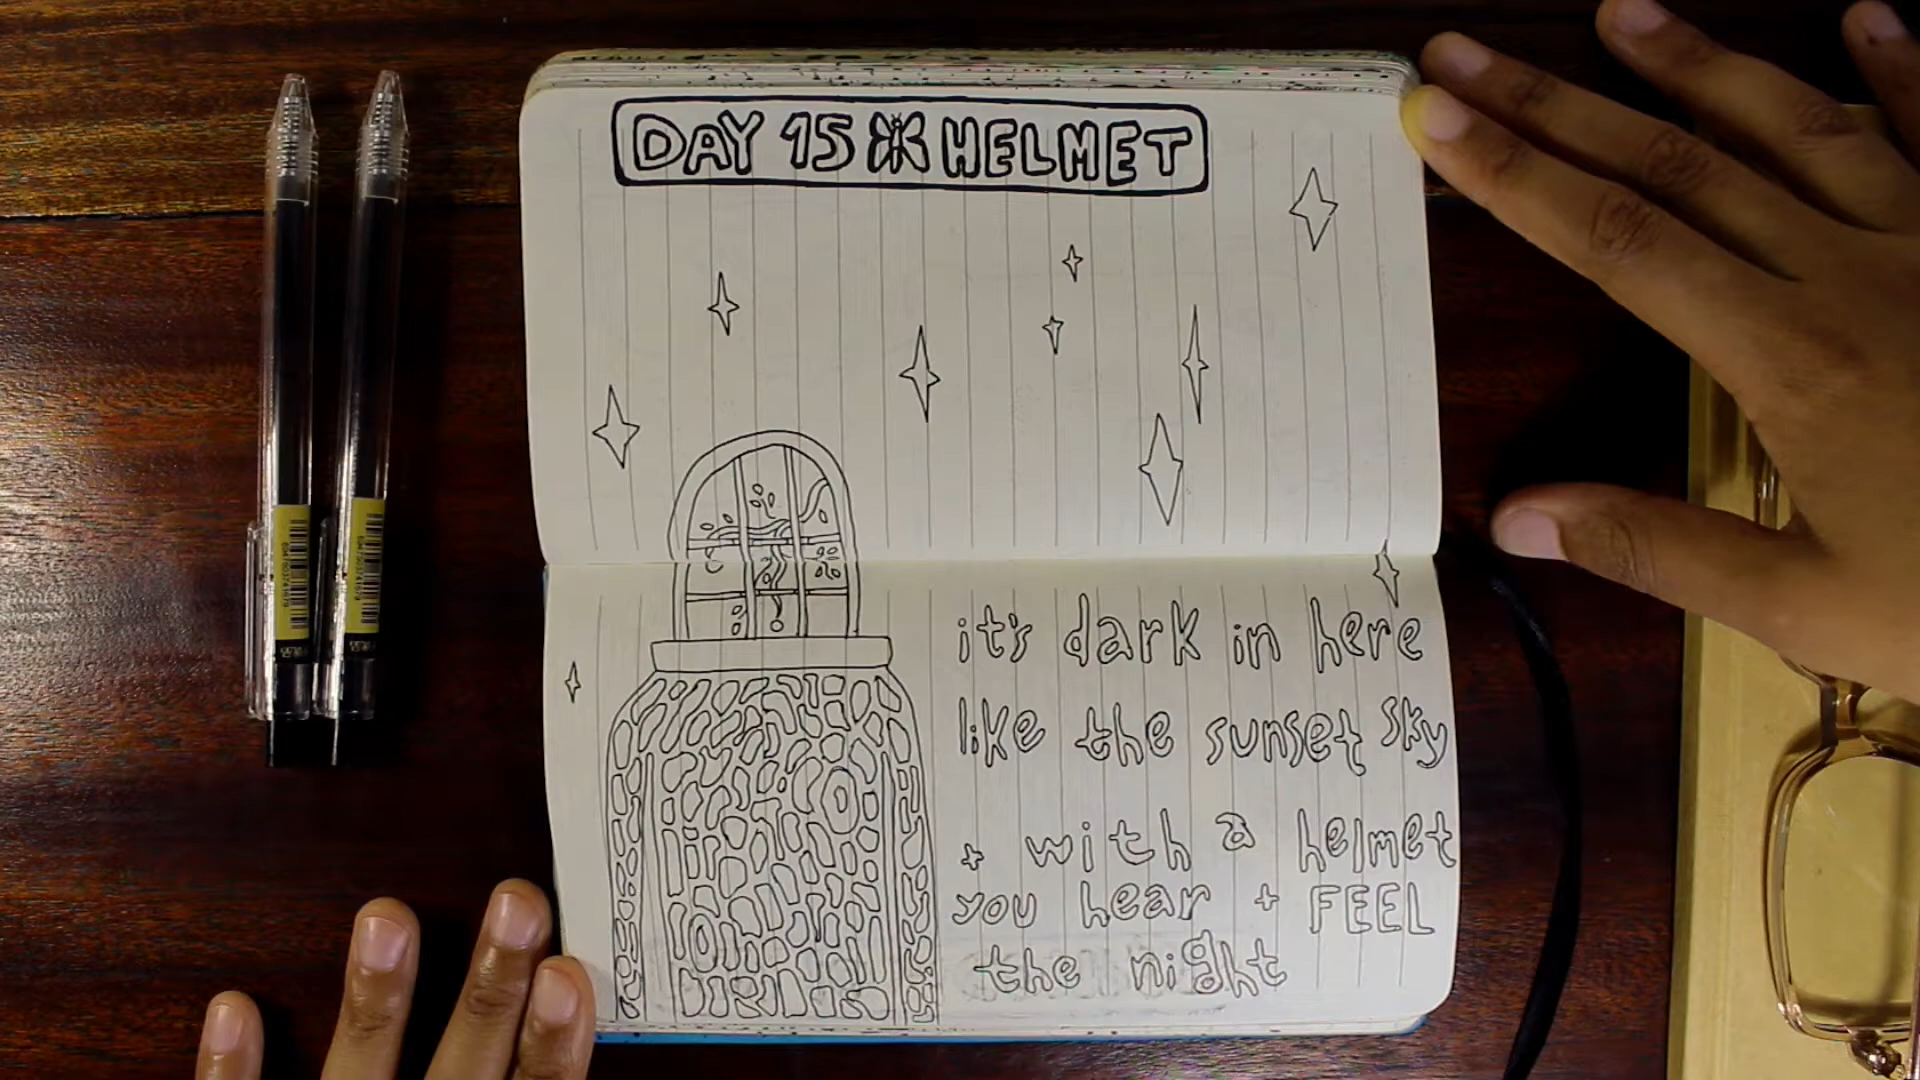 DAY 15 HELMET
it's dark in here
like the sunset sky
+ with a helmet
you hear + FEEL
the night